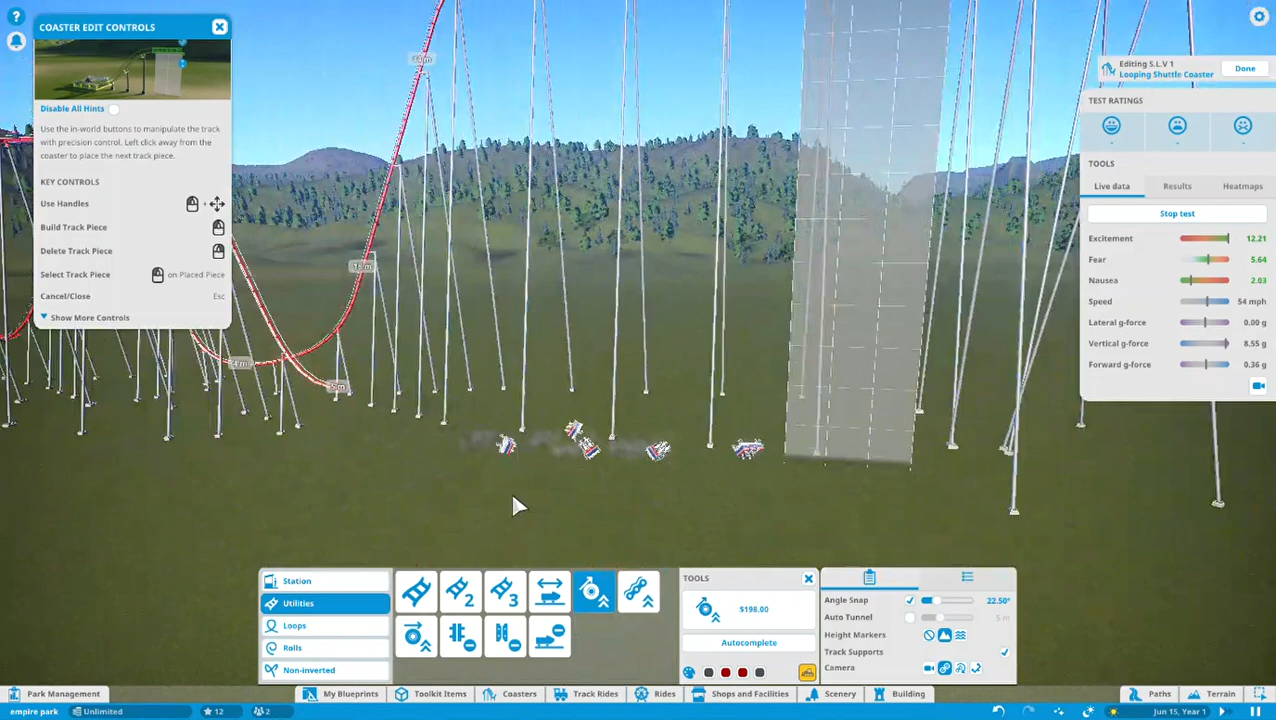 ?
COASTER EDIT CONTROLS
Disable All Hints
Use the in-world buttons to manipulate the track
with precision control. Left click away from the
coaster to place the next track piece.
KEY CONTROLS
Use Handles
+
Build Track Piece
Delete Track Piece
Select Track Piece
on Placed Piece
Cancel/Close
Esc
Show More Controls
Editing S.L.V 1
Looping Shuttle Coaster
Done
TEST RATINGS
-
-
-
TOOLS
Live data
Results
Heatmaps
Stop test
Excitement
12.21
Fear
5.64
Nausea
2.03
Speed
54 mph
Lateral g-force
0.00 g
Vertical g-force
8.55 g
Forward g-force
0.36 g
Station
Utilities
Loops
Rolls
Non-inverted
2
3
TOOLS
$198.00
Autocomplete
Angle Snap
22.50°
Auto Tunnel
5 m
Height Markers
Track Supports
Camera
Park Management
My Blueprints
Toolkit Items
Coasters
Track Rides
Rides
Shops and Facilities
Scenery
Building
Paths
Terrain
empire park
Unlimited
12
2
Jun 15, Year 1